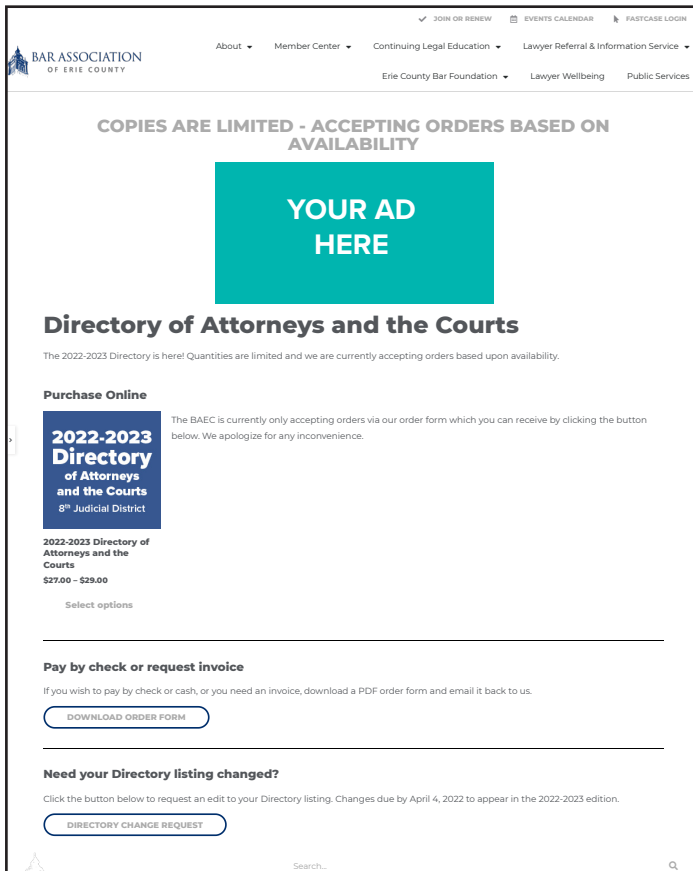 JOIN OR RENEW EVENTS CALENDAR FASTCASE LOGIN
BAR ASSOCIATION
OF ERIE COUNTY
About Member Center Continuing Legal Education Lawyer Referral & Information Service
Erie County Bar Foundation Lawyer Wellbeing Public Services
COPIES ARE LIMITED - ACCEPTING ORDERS BASED ON
AVAILABILITY
YOUR AD
HERE
Directory of Attorneys and the Courts
The 2022-2023 Directory is here! Quantities are limited and we are currently accepting orders based upon availability.
Purchase Online
2022-2023
Directory
of Attorneys
and the Courts
8th Judicial District
The BAEC is currently only accepting orders via our order form which you can receive by clicking the button
below. We apologize for any inconvenience.
2022-2023 Directory of
Attorneys and the
Courts
$27.00 – $29.00
Select options
Pay by check or request invoice
If you wish to pay by check or cash, or you need an invoice, download a PDF order form and email it back to us.
DOWNLOAD ORDER FORM
Need your Directory listing changed?
Click the button below to request an edit to your Directory listing. Changes due by April 4, 2022 to appear in the 2022-2023 edition.
DIRECTORY CHANGE REQUEST
Search...